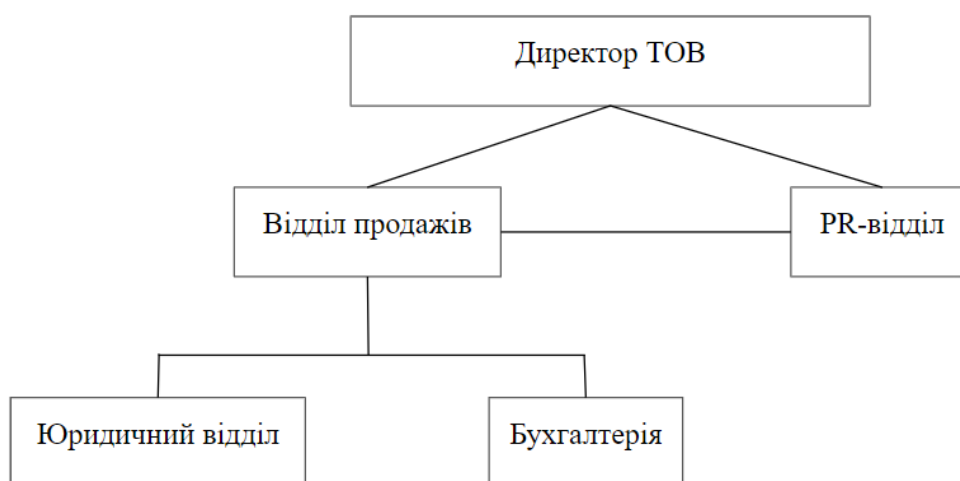 Директор ТОВ
Відділ продажів
PR-відділ
Юридичний відділ
Бухгалтерія